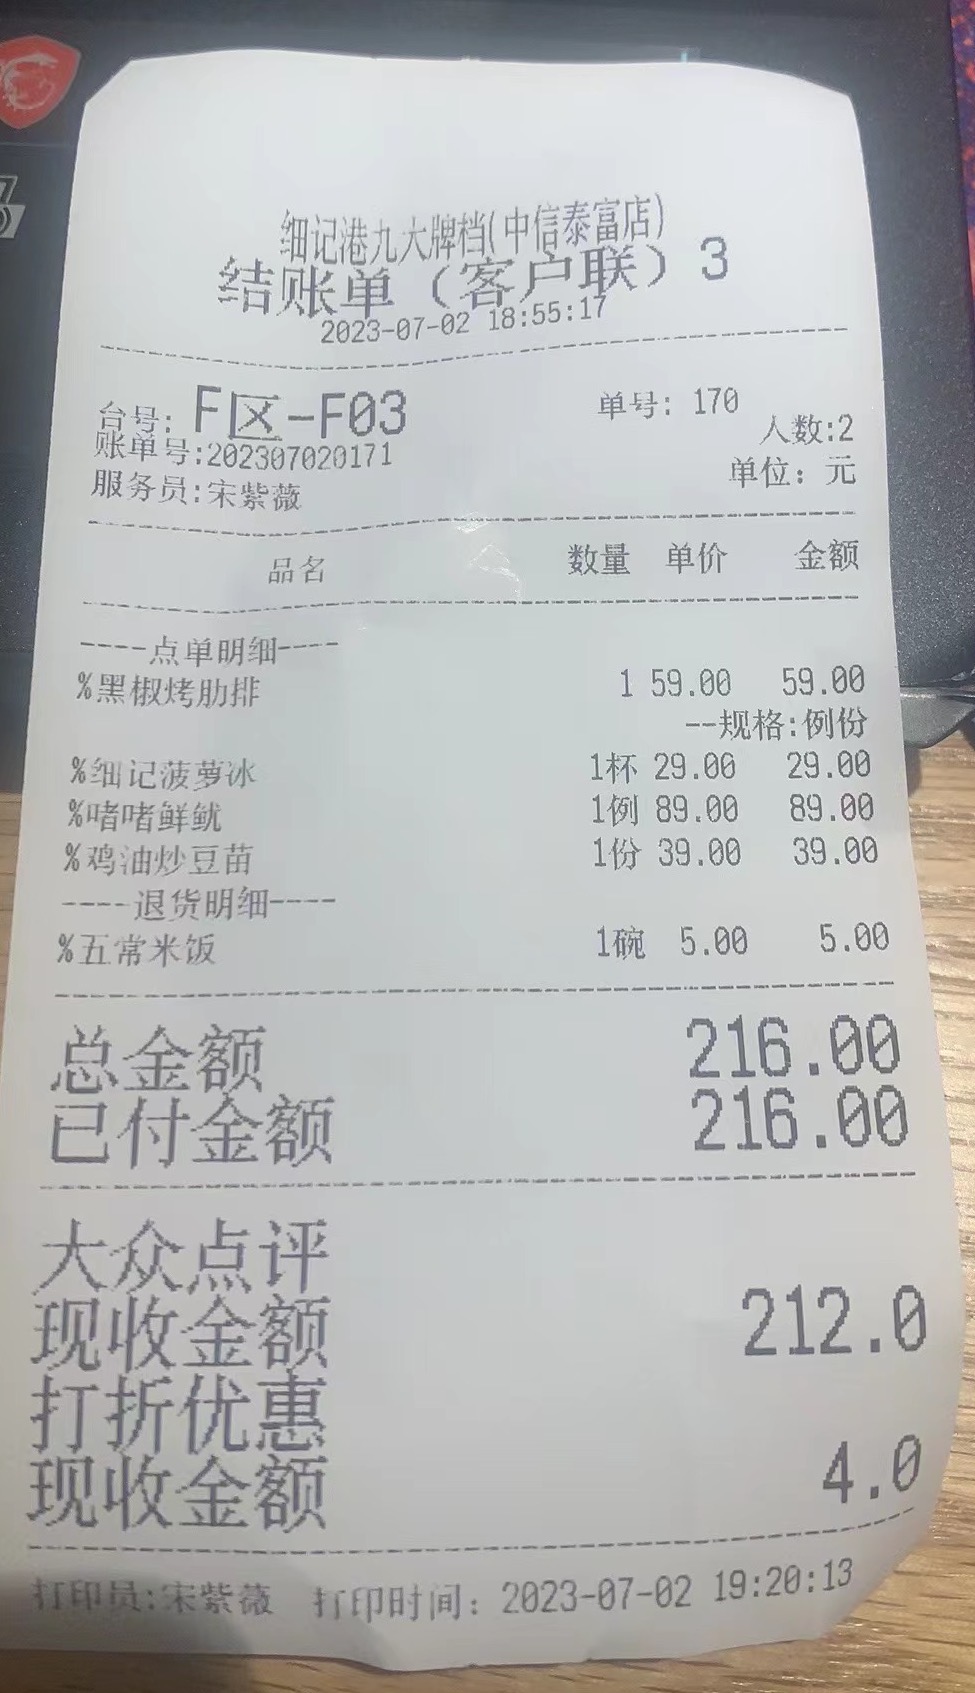 细记港九大牌档(中信泰富店)
结账单（客户联）3
2023-07-02 18:55:17
台号: F区-F03 单号: 170
人数:2
账单号:202307020171
单位: 元
服务员:宋紫薇
品名 数量 单价 金额
----点单明细----
%黑椒烤肋排 1 59.00 59.00
--规格:例份
%细记菠萝冰 1杯 29.00 29.00
%啫啫鲜鱿 1例 89.00 89.00
%鸡油炒豆苗 1份 39.00 39.00
----退货明细----
%五常米饭 1碗 5.00 5.00
总金额 216.00
已付金额 216.00
大众点评
现收金额 212.0
打折优惠
现收金额 4.0
打印员:宋紫薇 打印时间: 2023-07-02 19:20:13